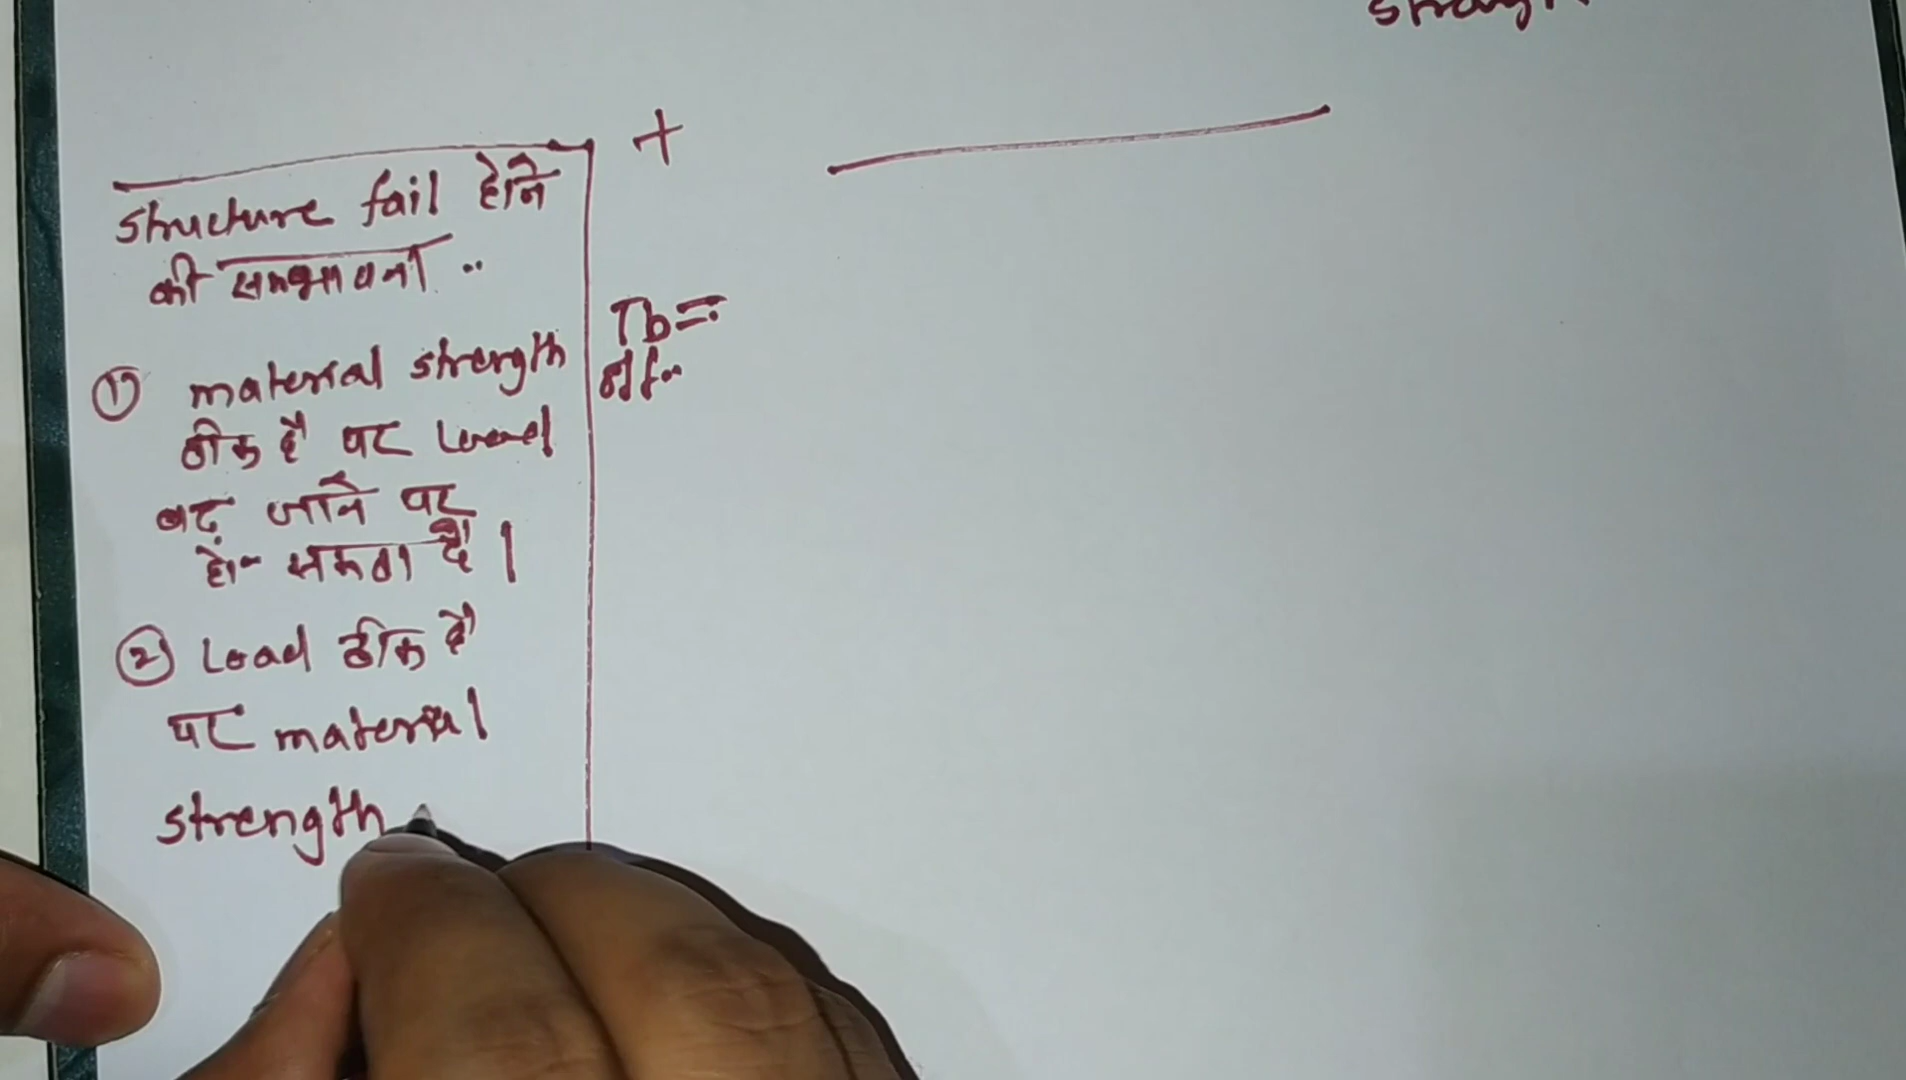 structure fail होने
की सम्भावना ..
① material strength
ठीक है पर Load
बढ़ जाने पर
हो सकता है |
② Load ठीक है
पर material
strength
+
Tb=